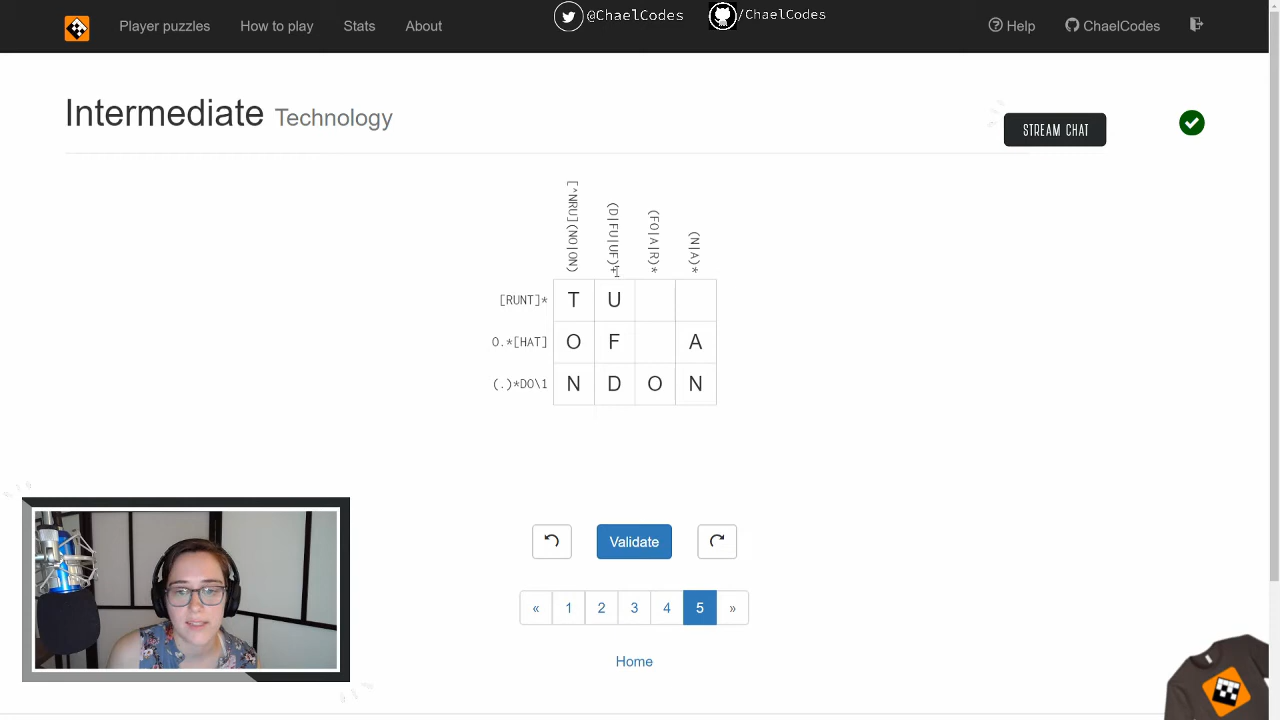 Player puzzles How to play Stats About @ChaelCodes /ChaelCodes Help ChaelCodes
Intermediate Technology
STREAM CHAT
[^NRU](NO|ON)
(D|FU|UF)+
(FO|A|R)*
(N|A)*
[RUNT]* T U
O.*[HAT] O F A
(.)*DO\1 N D O N
Validate
« 1 2 3 4 5 »
Home